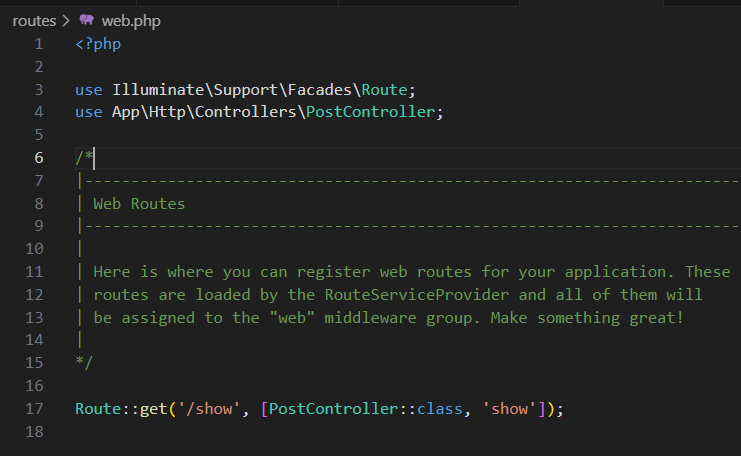 routes > web.php
1 <?php
2
3 use Illuminate\Support\Facades\Route;
4 use App\Http\Controllers\PostController;
5
6 /*
7 |--------------------------------------------------------------------------
8 | Web Routes
9 |--------------------------------------------------------------------------
10 |
11 | Here is where you can register web routes for your application. These
12 | routes are loaded by the RouteServiceProvider and all of them will
13 | be assigned to the "web" middleware group. Make something great!
14 |
15 */
16
17 Route::get('/show', [PostController::class, 'show']);
18